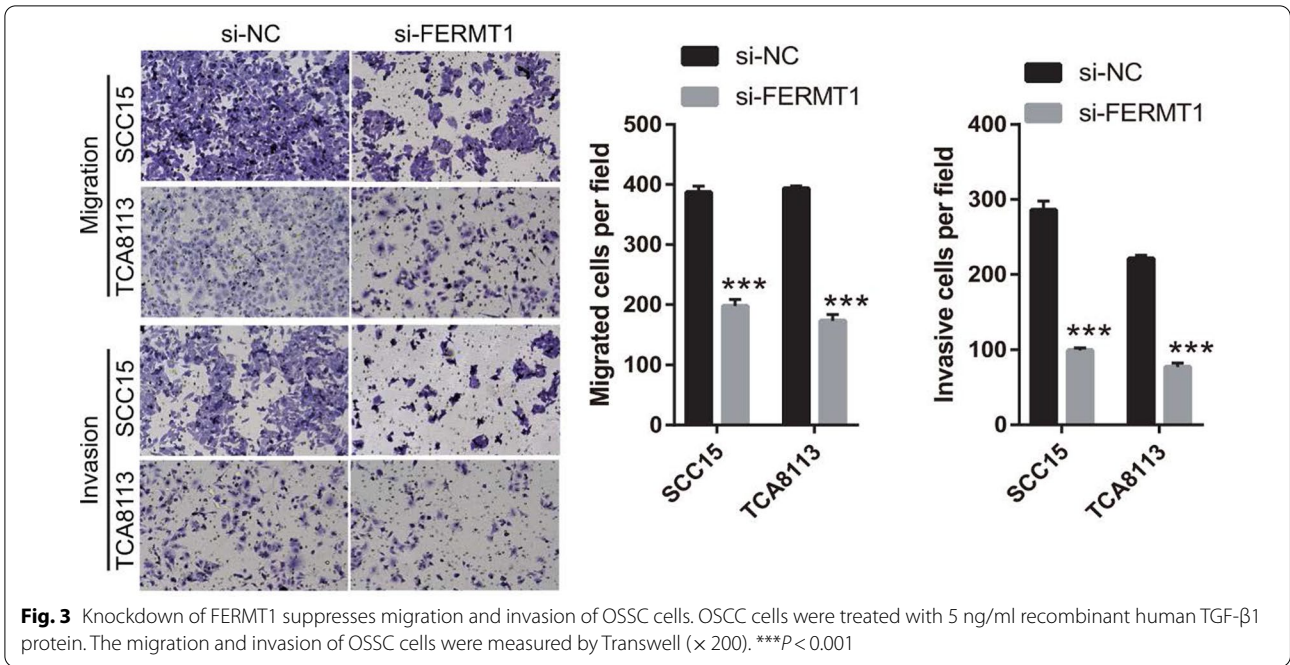 si-NC si-FERMT1
Migration
SCC15
TCA8113
Invasion
SCC15
TCA8113
si-NC
si-FERMT1
Migrated cells per field
500
400
300
200
100
0
***
***
SCC15
TCA8113
si-NC
si-FERMT1
Invasive cells per field
400
300
200
100
0
***
***
SCC15
TCA8113
Fig. 3 Knockdown of FERMT1 suppresses migration and invasion of OSSC cells. OSCC cells were treated with 5 ng/ml recombinant human TGF-β1
protein. The migration and invasion of OSSC cells were measured by Transwell (× 200). ***P < 0.001